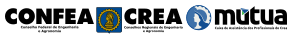 CONFEA
Conselho Federal de Engenharia
e Agronomia
CREA
Conselhos Regionais de Engenharia
e Agronomia
mútua
Caixa de Assistência dos Profissionais do Crea